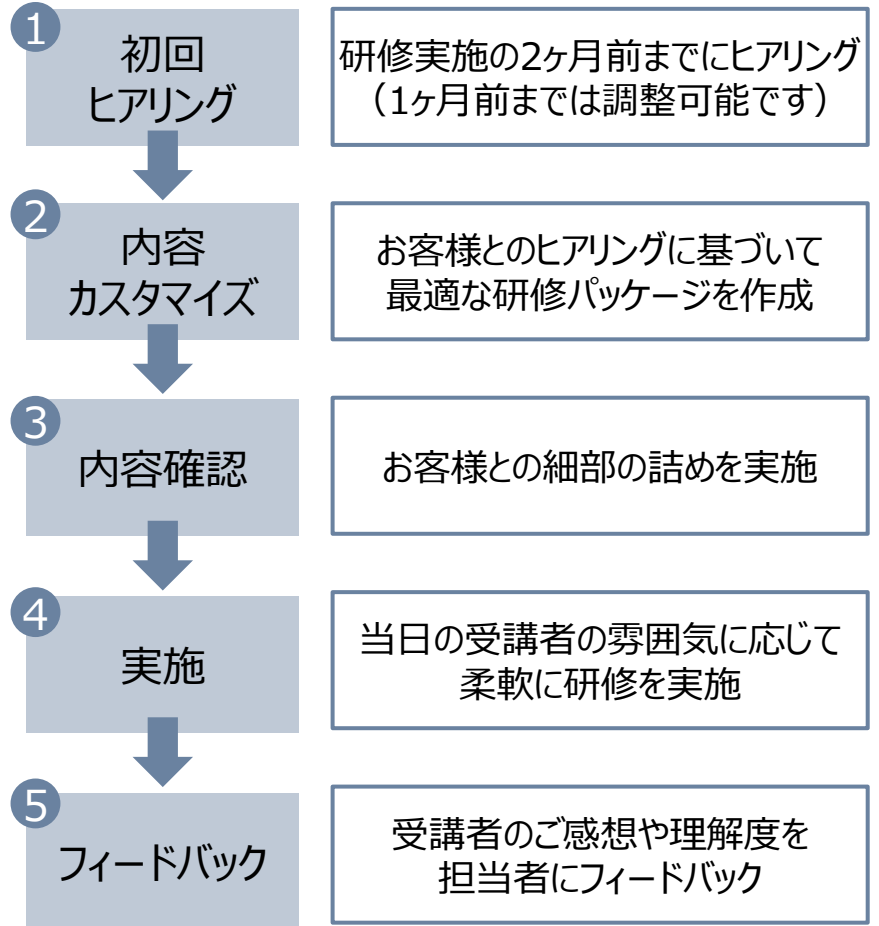 1
初回
ヒアリング
研修実施の2ヶ月前までにヒアリング
（1ヶ月前までは調整可能です）
2
内容
カスタマイズ
お客様とのヒアリングに基づいて
最適な研修パッケージを作成
3
内容確認
お客様との細部の詰めを実施
4
実施
当日の受講者の雰囲気に応じて
柔軟に研修を実施
5
フィードバック
受講者のご感想や理解度を
担当者にフィードバック